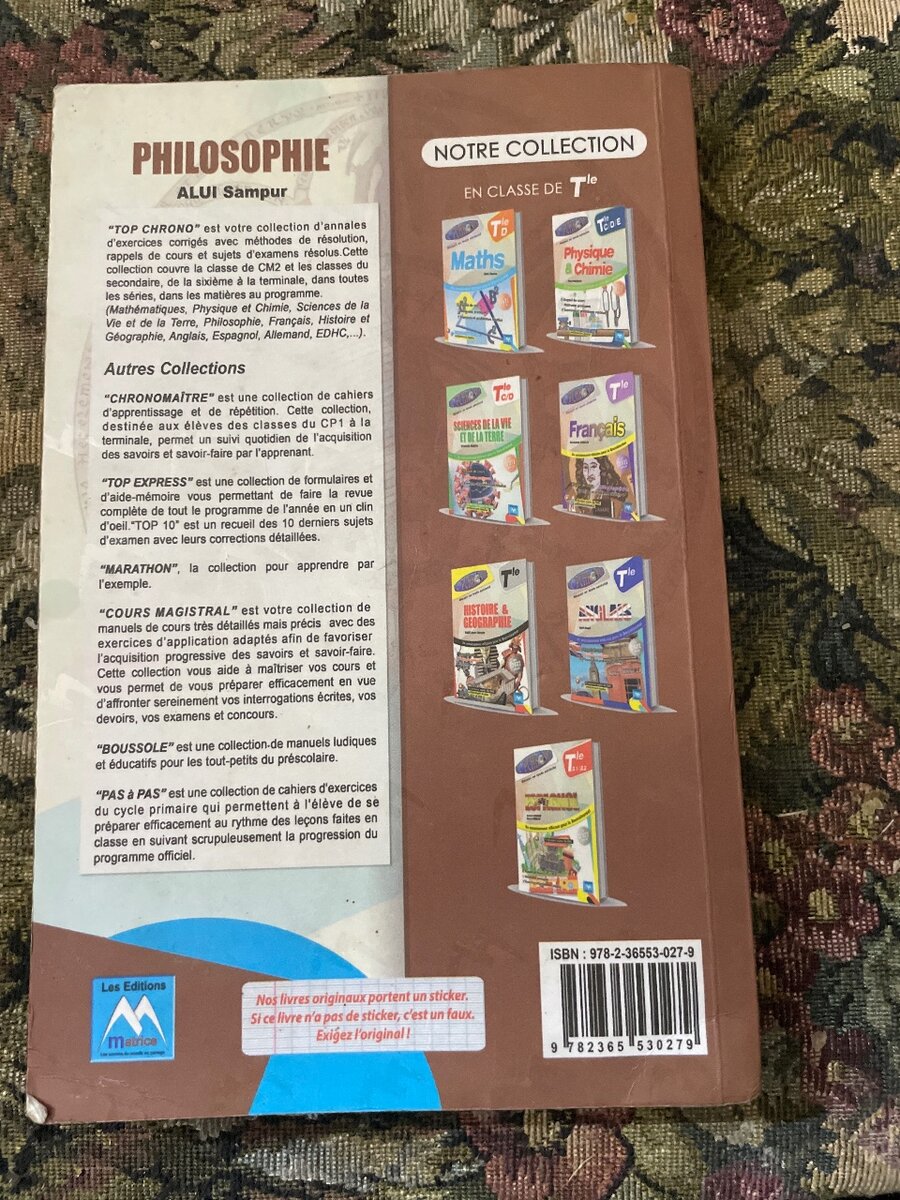 PHILOSOPHIE
ALUI Sampur
“TOP CHRONO” est votre collection d’annales
d’exercices corrigés avec méthodes de résolution,
rappels de cours et sujets d’examens résolus.Cette
collection couvre la classe de CM2 et les classes du
secondaire, de la sixième à la terminale, dans toutes
les séries, dans les matières au programme.
(Mathématiques, Physique et Chimie, Sciences de la
Vie et de la Terre, Philosophie, Français, Histoire et
Géographie, Anglais, Espagnol, Allemand, EDHC,...).
Autres Collections
“CHRONOMAÎTRE” est une collection de cahiers
d’apprentissage et de répétition. Cette collection,
destinée aux élèves des classes du CP1 à la
terminale, permet un suivi quotidien de l’acquisition
des savoirs et savoir-faire par l’apprenant.
“TOP EXPRESS” est une collection de formulaires et
d’aide-mémoire vous permettant de faire la revue
complète de tout le programme de l’année en un clin
d’oeil."TOP 10" est un recueil des 10 derniers sujets
d’examen avec leurs corrections détaillées.
“MARATHON”, la collection pour apprendre par
l’exemple.
“COURS MAGISTRAL” est votre collection de
manuels de cours très détaillés mais précis avec des
exercices d’application adaptés afin de favoriser
l’acquisition progressive des savoirs et savoir-faire.
Cette collection vous aide à maîtriser vos cours et
vous permet de vous préparer efficacement en vue
d’affronter sereinement vos interrogations écrites, vos
devoirs, vos examens et concours.
“BOUSSOLE” est une collection de manuels ludiques
et éducatifs pour les tout-petits du préscolaire.
“PAS à PAS” est une collection de cahiers d’exercices
du cycle primaire qui permettent à l’élève de se
préparer efficacement au rythme des leçons faites en
classe en suivant scrupuleusement la progression du
programme officiel.
Les Editions
matrice
Nos livres originaux portent un sticker.
Si ce livre n’a pas de sticker, c’est un faux.
Exigez l’original !
NOTRE COLLECTION
EN CLASSE DE Tle
Tle D
Maths
Tle C/D/E
Physique
& Chimie
Tle C/D
SCIENCES DE LA VIE
ET DE LA TERRE
Tle
Français
Tle
HISTOIRE &
GEOGRAPHIE
Tle
ANGLAIS
Tle
ESPAGNOL
ISBN : 978-2-36553-027-9
9 782365 530279